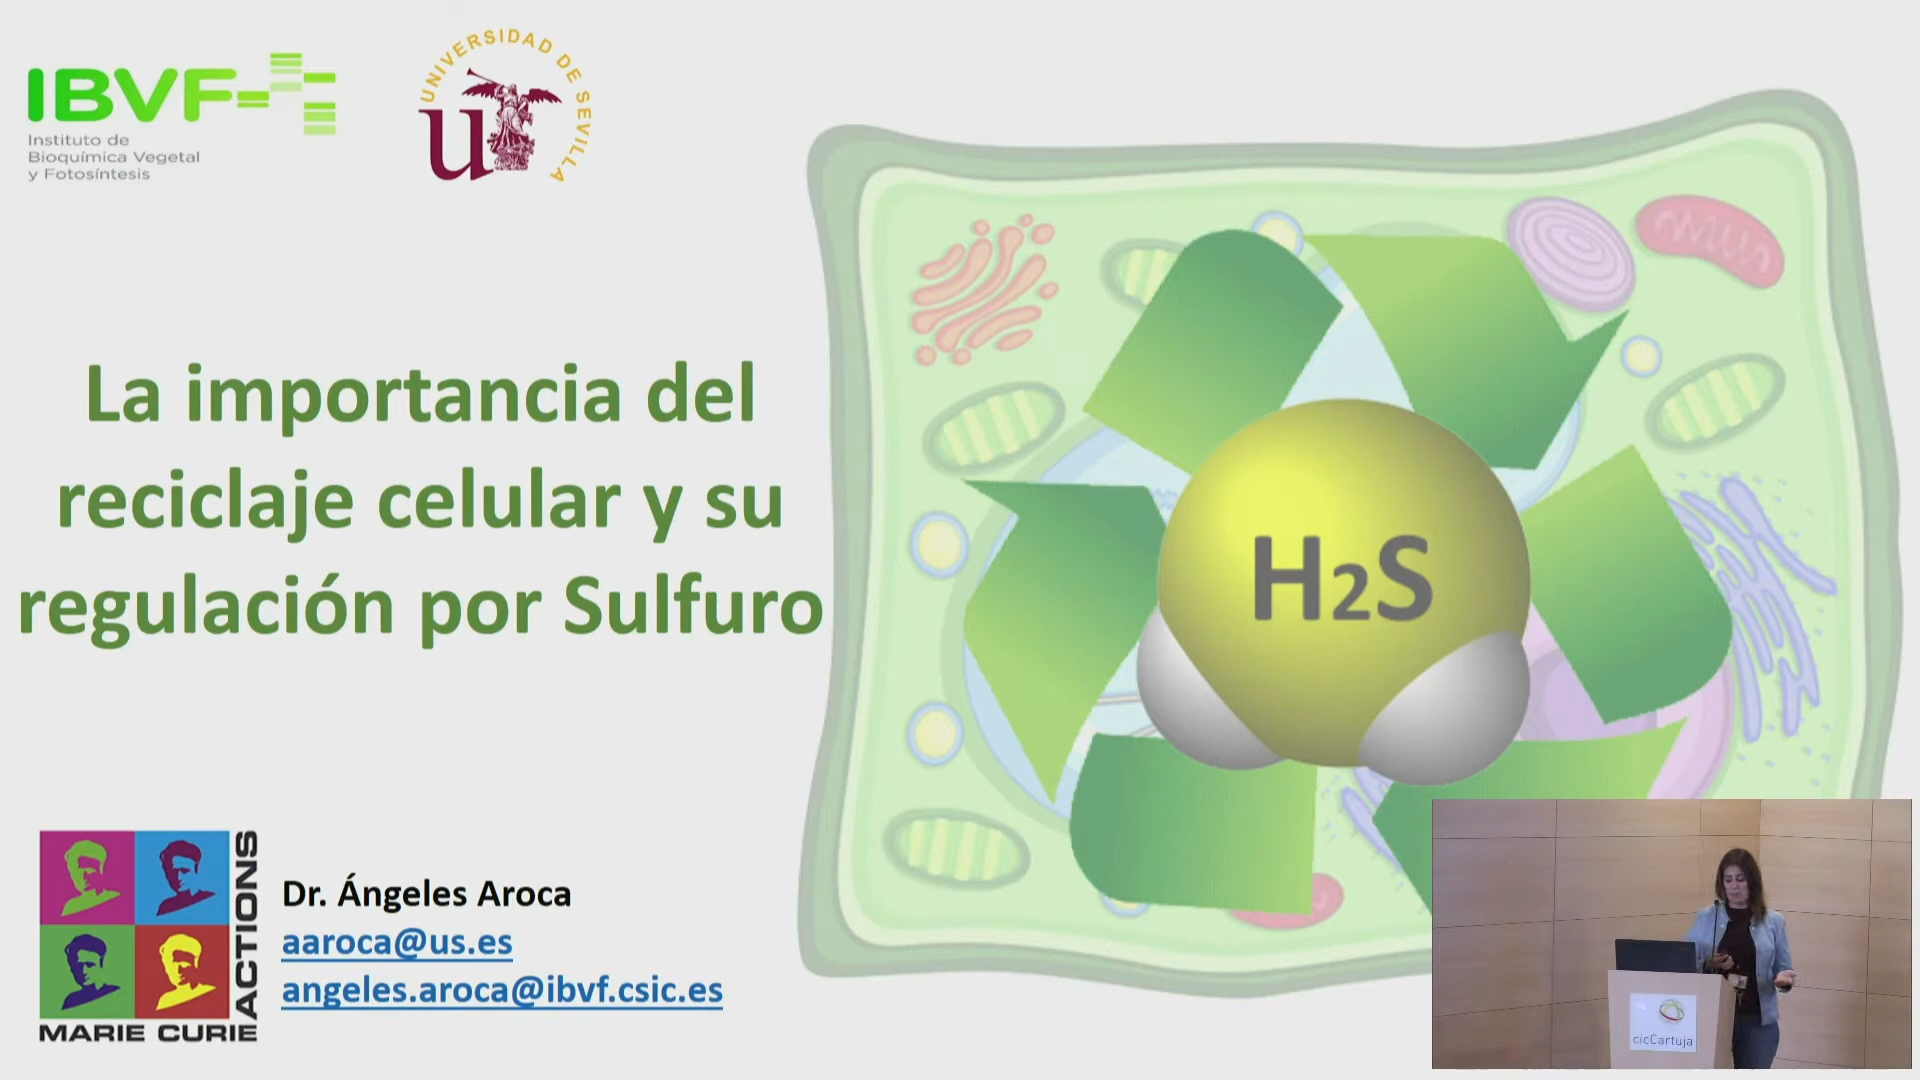 IBVF
Instituto de
Bioquímica Vegetal
y Fotosíntesis
UNIVERSIDAD DE SEVILLA
La importancia del
reciclaje celular y su
regulación por Sulfuro
H2S
MARIE CURIE
ACTIONS
Dr. Ángeles Aroca
aaroca@us.es
angeles.aroca@ibvf.csic.es
cicCartuja